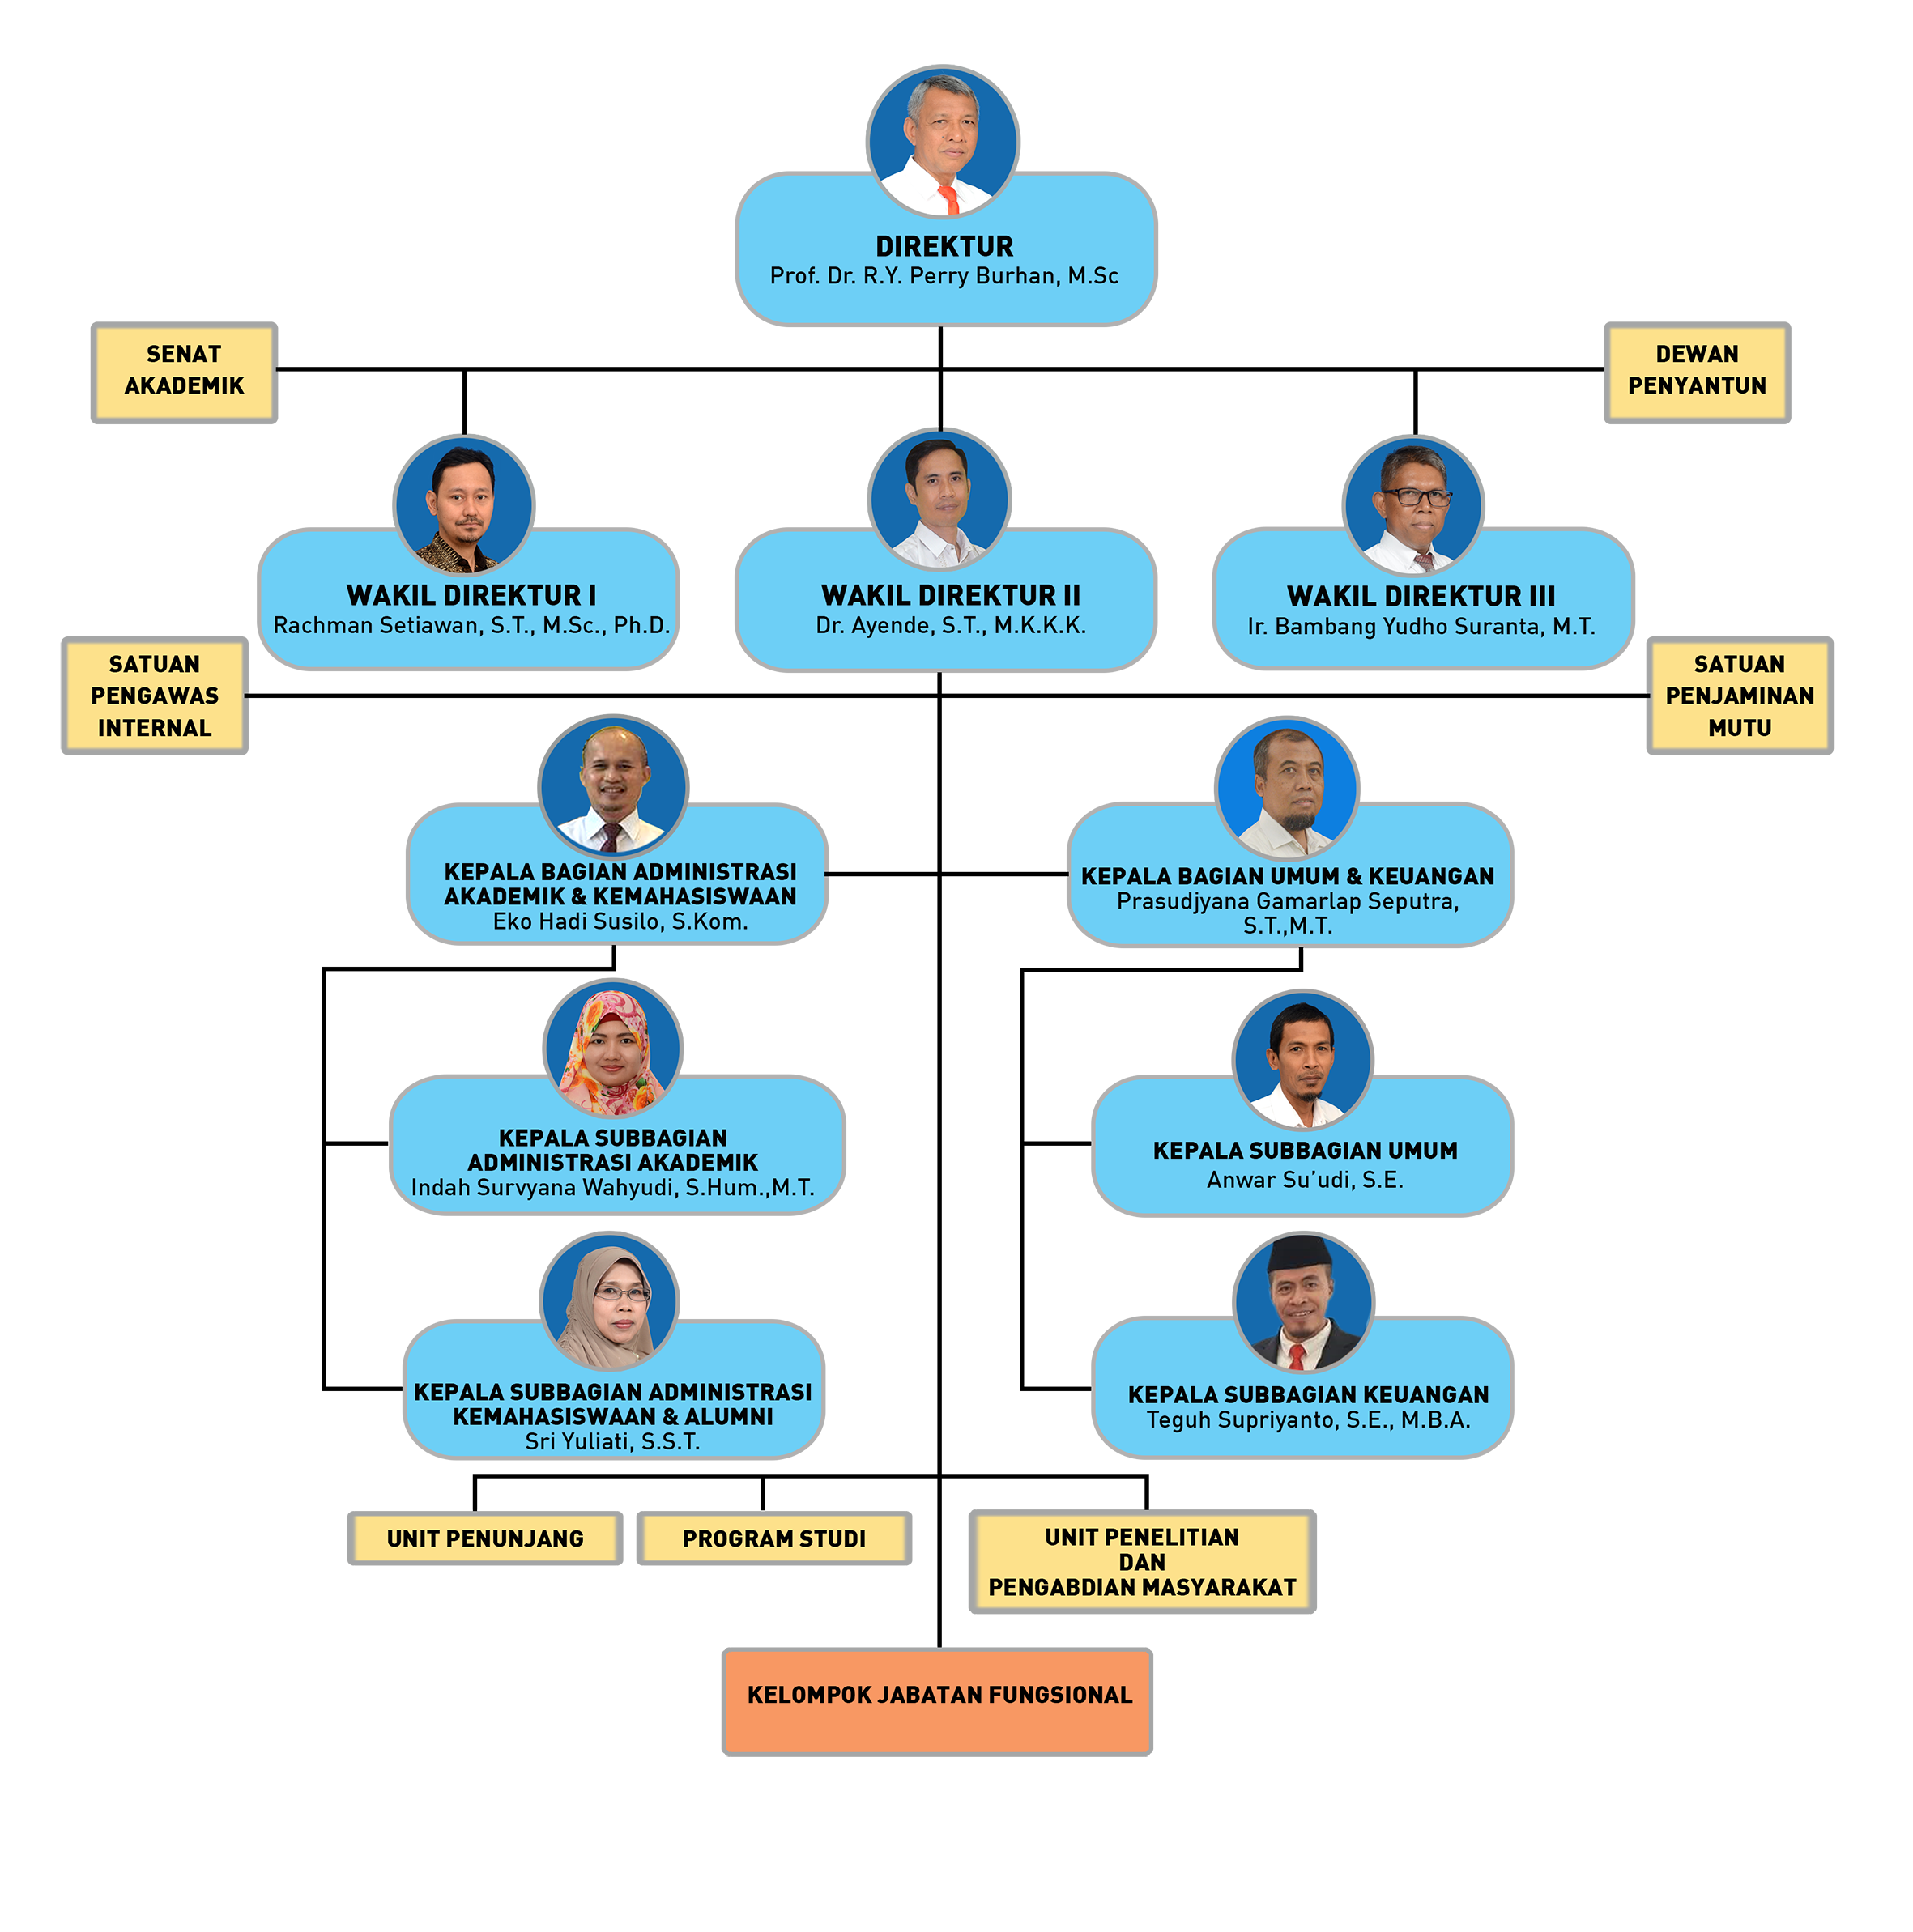 DIREKTUR
Prof. Dr. R.Y. Perry Burhan, M.Sc
SENAT
AKADEMIK
DEWAN
PENYANTUN
WAKIL DIREKTUR I
Rachman Setiawan, S.T., M.Sc., Ph.D.
WAKIL DIREKTUR II
Dr. Ayende, S.T., M.K.K.K.
WAKIL DIREKTUR III
Ir. Bambang Yudho Suranta, M.T.
SATUAN
PENGAWAS
INTERNAL
SATUAN
PENJAMINAN
MUTU
KEPALA BAGIAN ADMINISTRASI
AKADEMIK & KEMAHASISWAAN
Eko Hadi Susilo, S.Kom.
KEPALA BAGIAN UMUM & KEUANGAN
Prasudjyana Gamarlap Seputra,
S.T.,M.T.
KEPALA SUBBAGIAN
ADMINISTRASI AKADEMIK
Indah Survyana Wahyudi, S.Hum.,M.T.
KEPALA SUBBAGIAN UMUM
Anwar Su'udi, S.E.
KEPALA SUBBAGIAN ADMINISTRASI
KEMAHASISWAAN & ALUMNI
Sri Yuliati, S.S.T.
KEPALA SUBBAGIAN KEUANGAN
Teguh Supriyanto, S.E., M.B.A.
UNIT PENUNJANG
PROGRAM STUDI
UNIT PENELITIAN
DAN
PENGABDIAN MASYARAKAT
KELOMPOK JABATAN FUNGSIONAL